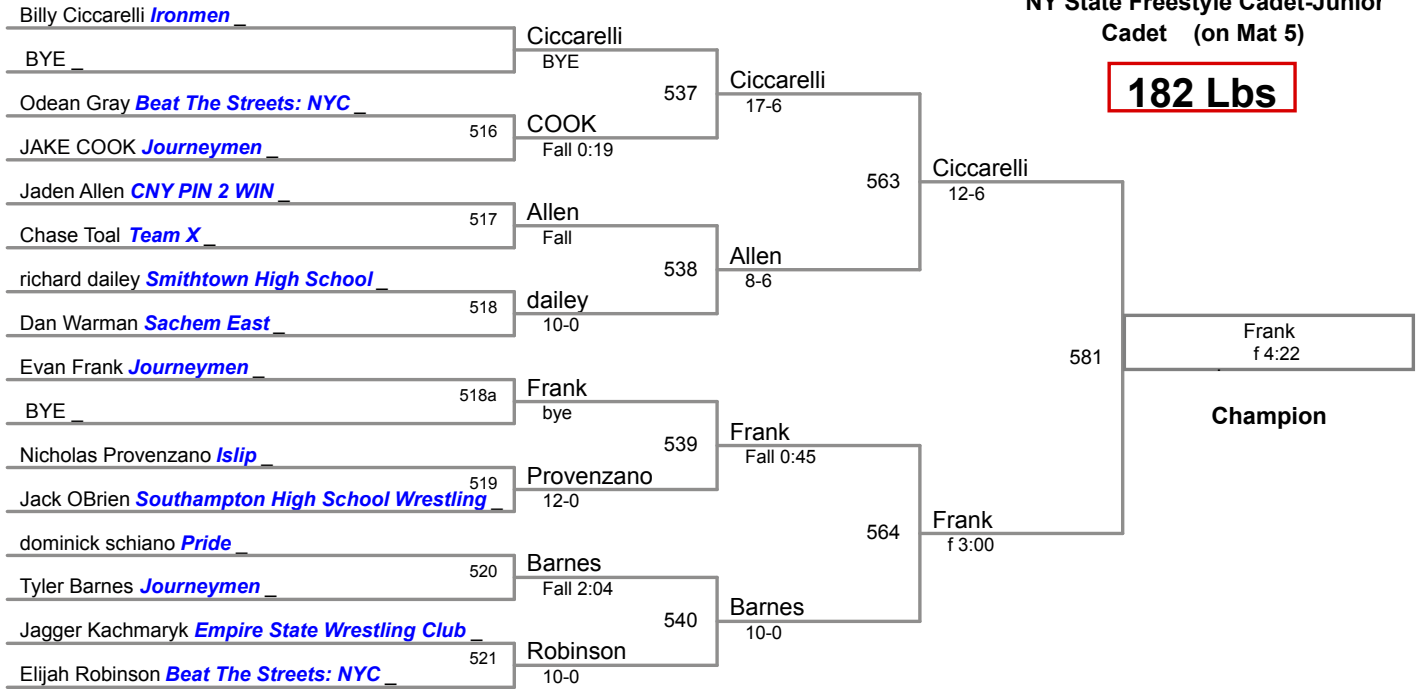 NY State Freestyle Cadet-Junior
Cadet (on Mat 5)
182 Lbs
Billy Ciccarelli Ironmen _
BYE _
Odean Gray Beat The Streets: NYC _
JAKE COOK Journeymen _
Jaden Allen CNY PIN 2 WIN _
Chase Toal Team X _
richard dailey Smithtown High School _
Dan Warman Sachem East _
Evan Frank Journeymen _
BYE _
Nicholas Provenzano Islip _
Jack OBrien Southampton High School Wrestling _
dominick schiano Pride _
Tyler Barnes Journeymen _
Jagger Kachmaryk Empire State Wrestling Club _
Elijah Robinson Beat The Streets: NYC _
516
517
518
518a
519
520
521
Ciccarelli
BYE
COOK
Fall 0:19
Allen
Fall
dailey
10-0
Frank
bye
Provenzano
12-0
Barnes
Fall 2:04
Robinson
10-0
537
538
539
540
Ciccarelli
17-6
Allen
8-6
Frank
Fall 0:45
Barnes
10-0
563
564
Ciccarelli
12-6
Frank
f 3:00
581
Frank
f 4:22
Champion